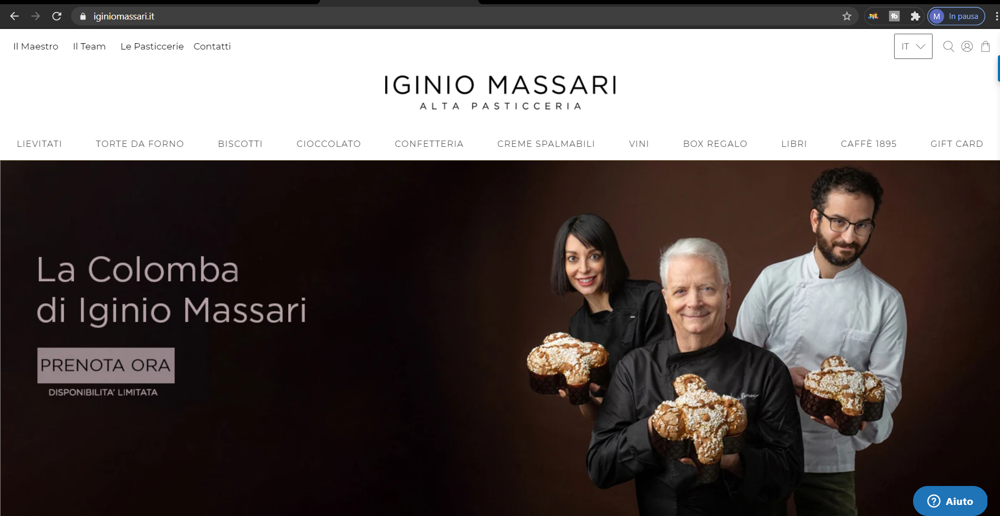 iginiomassari.it
M In pausa
Il Maestro Il Team Le Pasticcerie Contatti
IT
IGINIO MASSARI
ALTA PASTICCERIA
LIEVITATI TORTE DA FORNO BISCOTTI CIOCCOLATO CONFETTERIA CREME SPALMABILI VINI BOX REGALO LIBRI CAFFÈ 1895 GIFT CARD
La Colomba
di Iginio Massari
PRENOTA ORA
DISPONIBILITA' LIMITATA
Aiuto